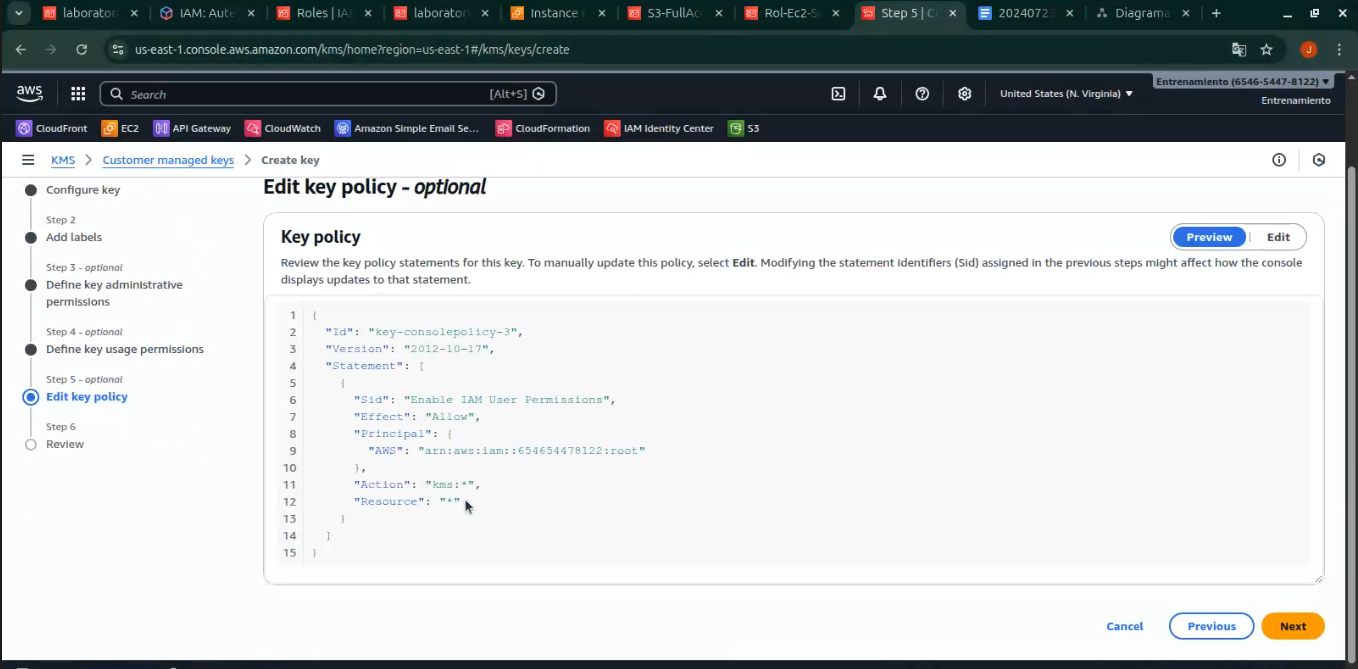 laborator
IAM: Aute
Roles | IA
laborator
Instance
S3-FullAc
Rol-Ec2-S
Step 5 | C
20240723
Diagrama
us-east-1.console.aws.amazon.com/kms/home?region=us-east-1#/kms/keys/create
J
aws
Search
[Alt+S]
United States (N. Virginia)
Entrenamiento (6546-5447-8122)
Entrenamiento
CloudFront
EC2
API Gateway
CloudWatch
Amazon Simple Email Se...
CloudFormation
IAM Identity Center
S3
KMS
Customer managed keys
Create key
Configure key
Step 2
Add labels
Step 3 - optional
Define key administrative
permissions
Step 4 - optional
Define key usage permissions
Step 5 - optional
Edit key policy
Step 6
Review
Edit key policy - optional
Key policy
Preview
Edit
Review the key policy statements for this key. To manually update this policy, select Edit. Modifying the statement identifiers (Sid) assigned in the previous steps might affect how the console
displays updates to that statement.
1 {
2 "Id": "key-consolepolicy-3",
3 "Version": "2012-10-17",
4 "Statement": [
5 {
6 "Sid": "Enable IAM User Permissions",
7 "Effect": "Allow",
8 "Principal": {
9 "AWS": "arn:aws:iam::654654478122:root"
10 },
11 "Action": "kms:*",
12 "Resource": "*"
13 }
14 ]
15 }
Cancel
Previous
Next